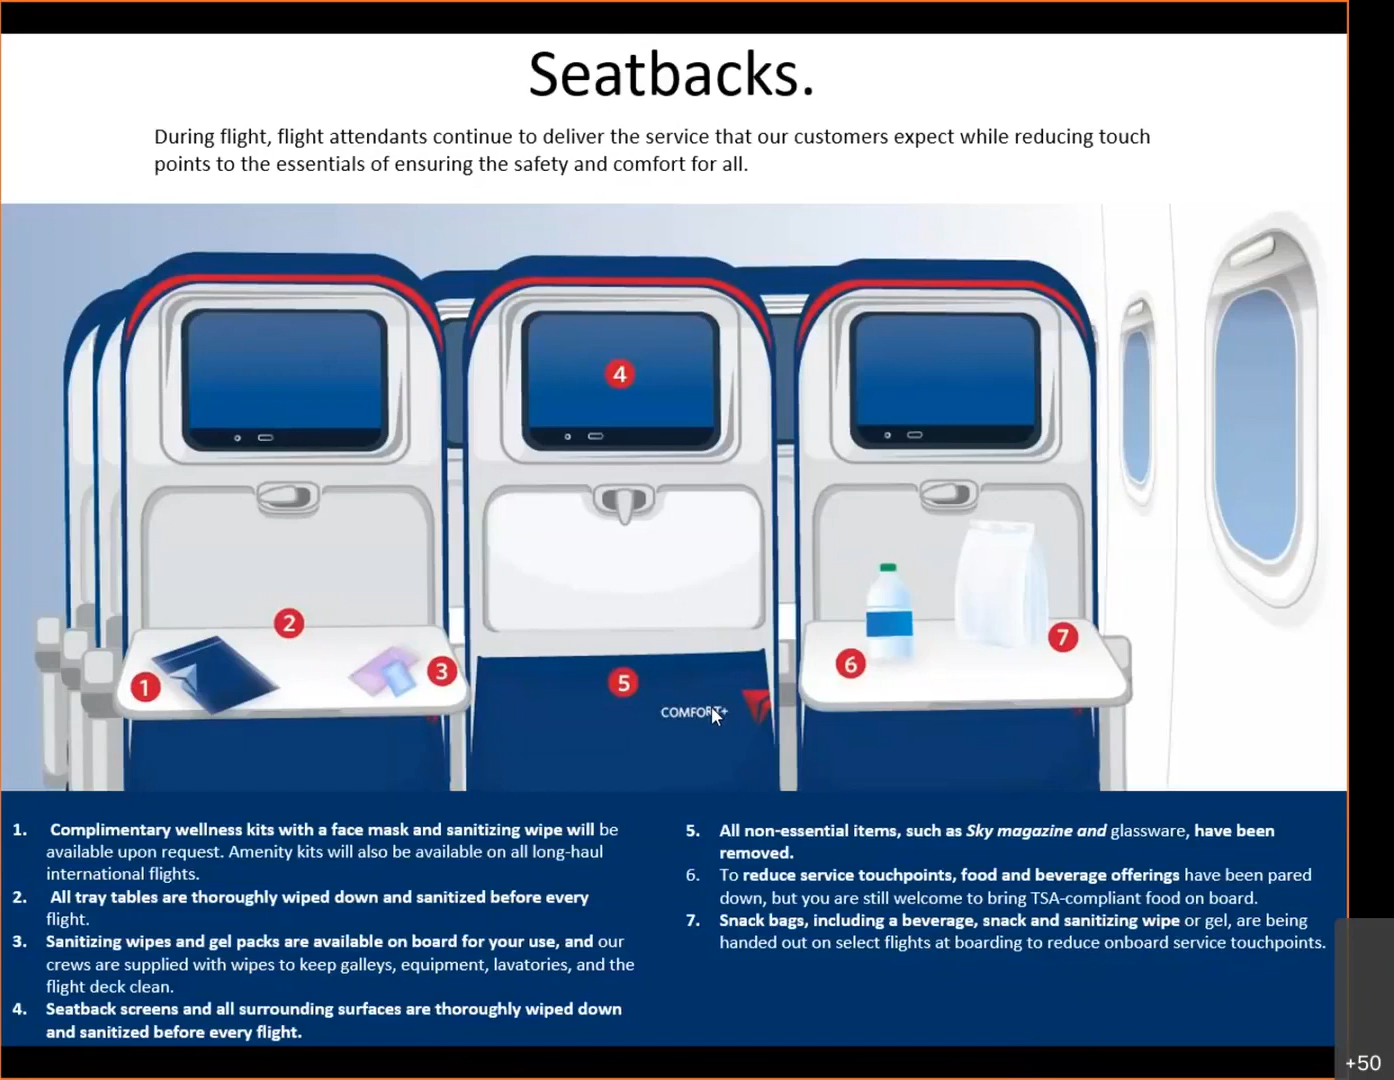 Seatbacks.
During flight, flight attendants continue to deliver the service that our customers expect while reducing touch
points to the essentials of ensuring the safety and comfort for all.
4
2
1
3
5
COMFORT+
6
7
1. Complimentary wellness kits with a face mask and sanitizing wipe will be
available upon request. Amenity kits will also be available on all long-haul
international flights.
2. All tray tables are thoroughly wiped down and sanitized before every
flight.
3. Sanitizing wipes and gel packs are available on board for your use, and our
crews are supplied with wipes to keep galleys, equipment, lavatories, and the
flight deck clean.
4. Seatback screens and all surrounding surfaces are thoroughly wiped down
and sanitized before every flight.
5. All non-essential items, such as Sky magazine and glassware, have been
removed.
6. To reduce service touchpoints, food and beverage offerings have been pared
down, but you are still welcome to bring TSA-compliant food on board.
7. Snack bags, including a beverage, snack and sanitizing wipe or gel, are being
handed out on select flights at boarding to reduce onboard service touchpoints.
+50